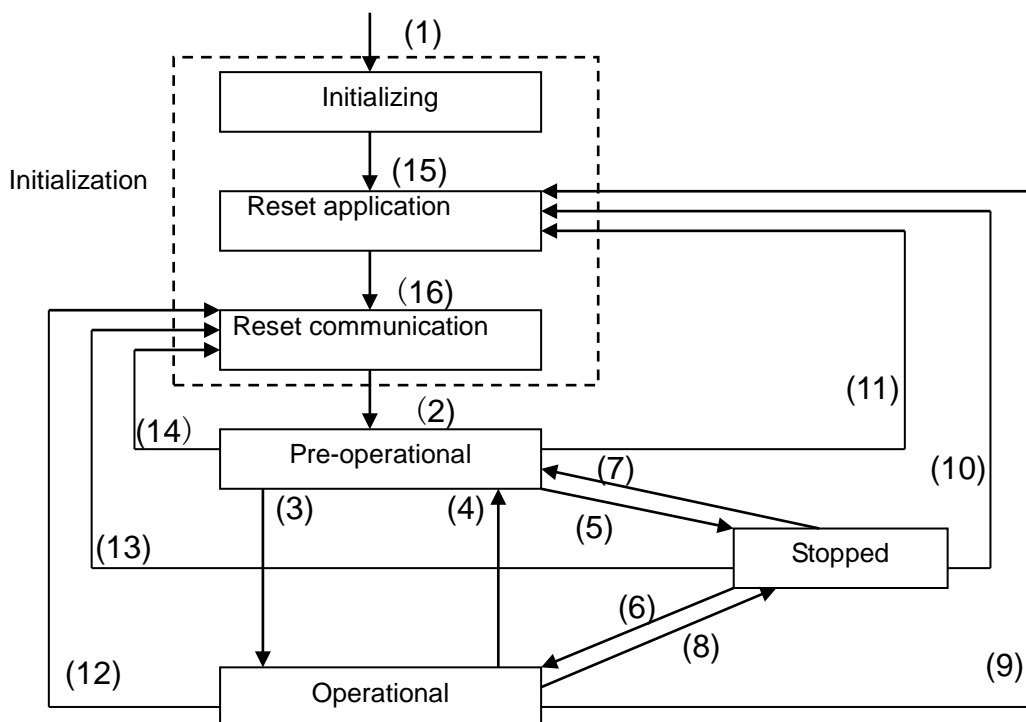 (1)
Initializing
Initialization
(15)
Reset application
（16)
Reset communication
(11)
（2)
(14）
Pre-operational
(7)
(10)
(3)
(4)
(5)
(13)
Stopped
(6)
(8)
(12)
Operational
(9)